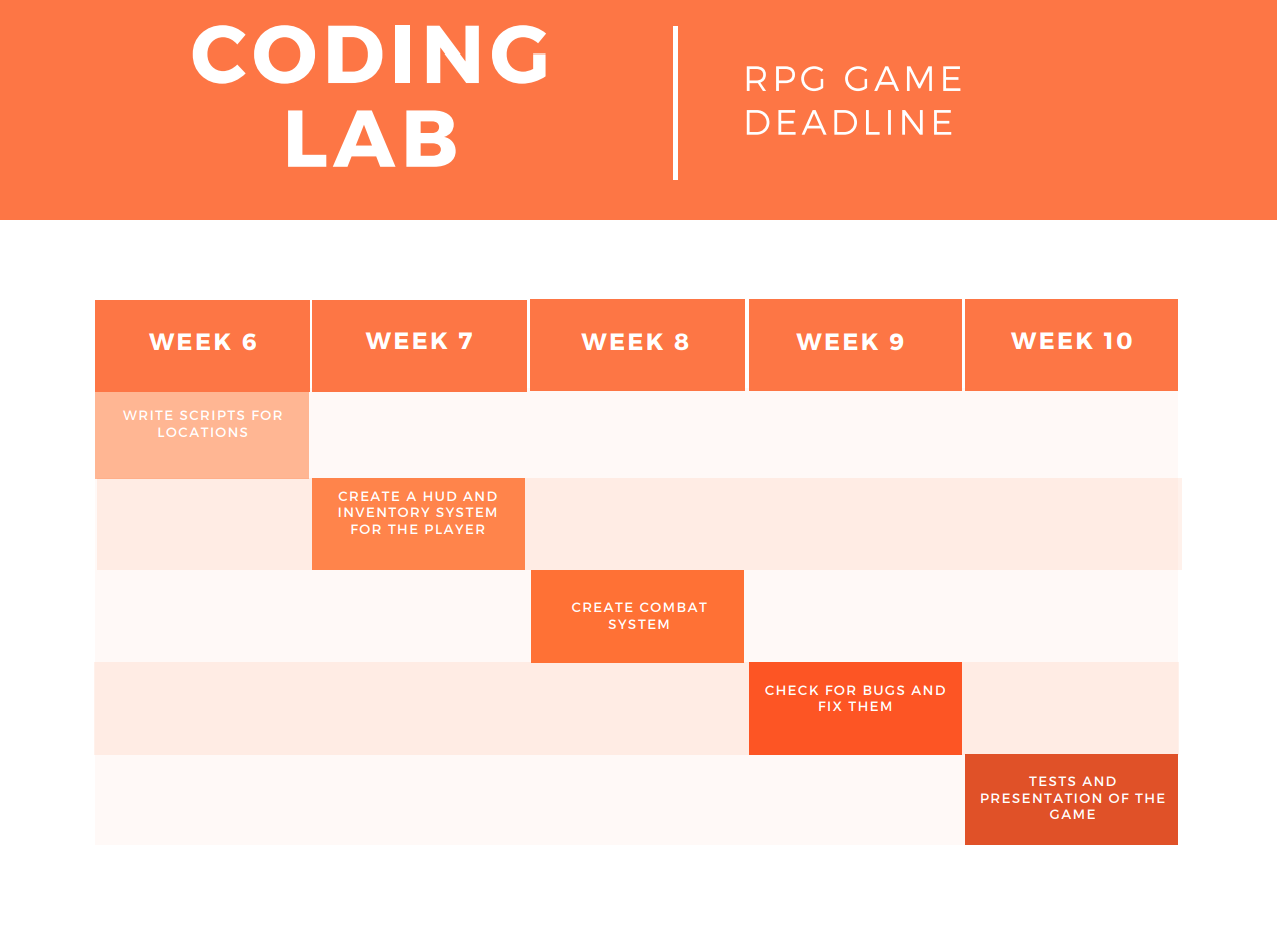 CODING
LAB
RPG GAME
DEADLINE
WEEK 6
WEEK 7
WEEK 8
WEEK 9
WEEK 10
WRITE SCRIPTS FOR
LOCATIONS
CREATE A HUD AND
INVENTORY SYSTEM
FOR THE PLAYER
CREATE COMBAT
SYSTEM
CHECK FOR BUGS AND
FIX THEM
TESTS AND
PRESENTATION OF THE
GAME